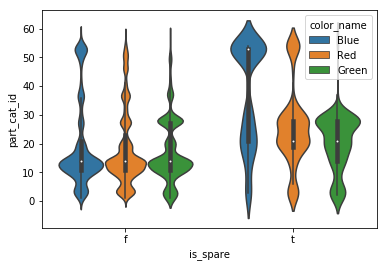 color_name
Blue
Red
Green
60
50
40
30
20
10
0
part_cat_id
f
t
is_spare